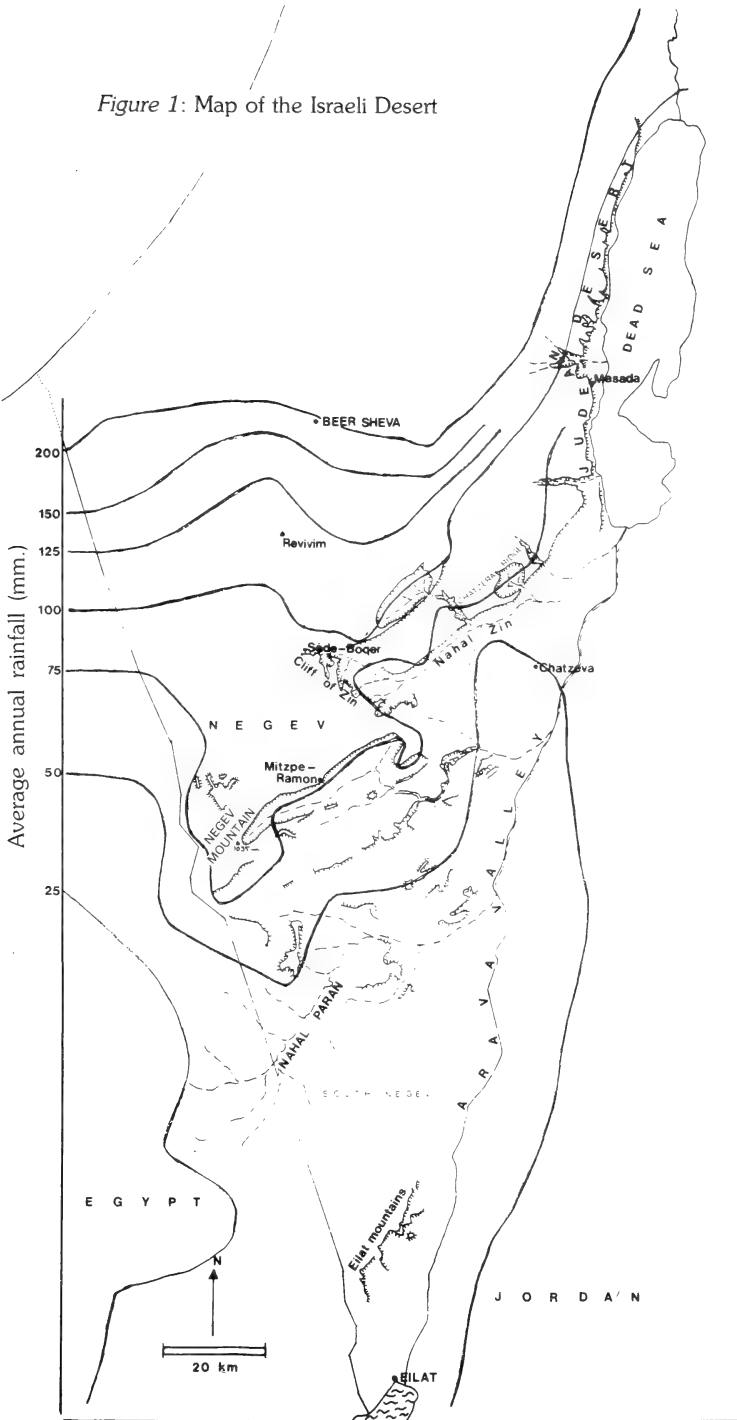 Figure 1: Map of the Israeli Desert
JUDEAN DESERT
DEAD SEA
Mesada
BEER SHEVA
200
150
125
Revivim
100
Average annual rainfall (mm.)
Sede-Boqer
Cliff of Zin
Nahal Zin
75
Chatzeva
NEGEV
Mitzpe-
Ramon
50
NEGEV
MOUNTAIN
1035
25
ARAVA VALLEY
NAHAL PARAN
SOUTH NEGEV
EGYPT
Eilat mountains
N
JORDAN
20 km
EILAT